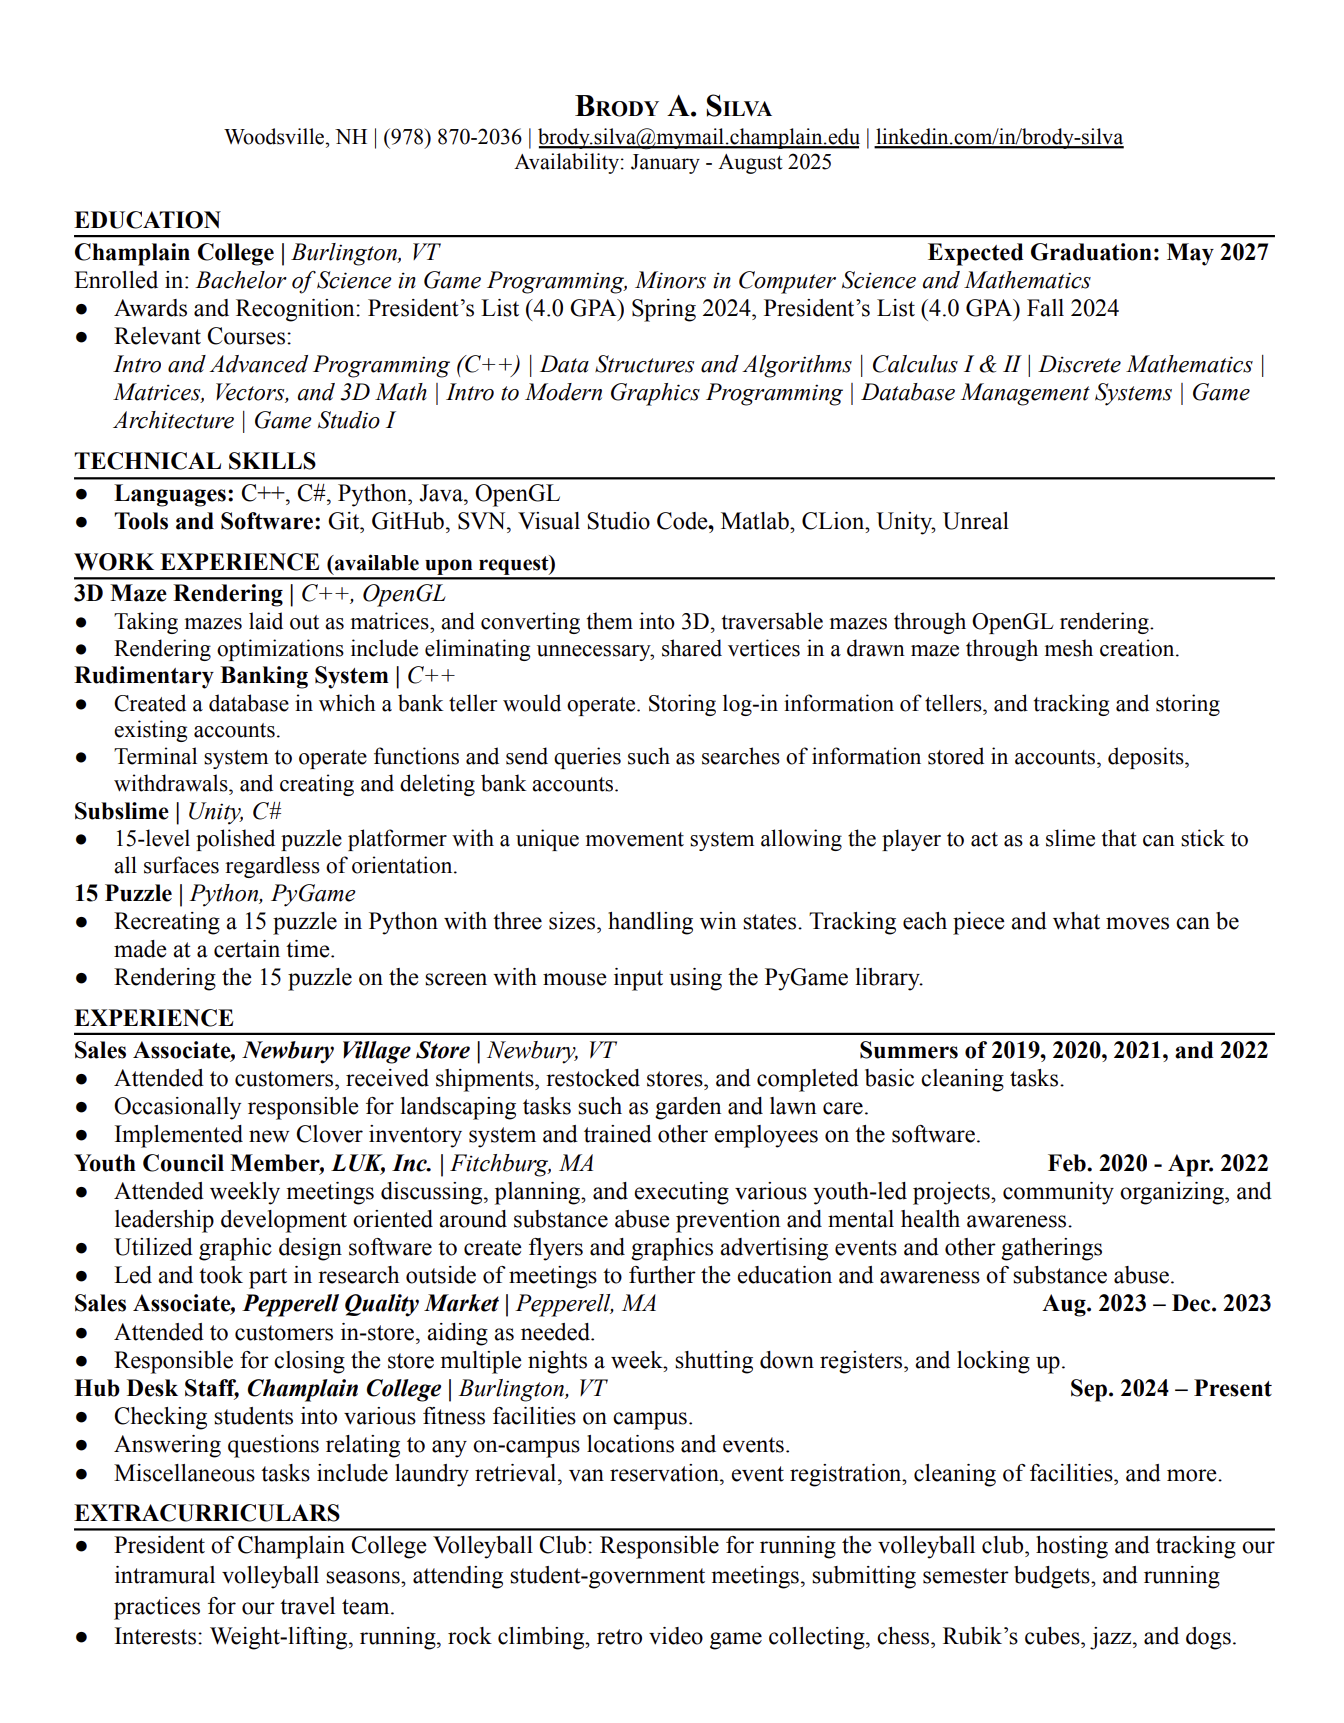 BRODY A. SILVA
Woodsville, NH | (978) 870-2036 | brody.silva@mymail.champlain.edu | linkedin.com/in/brody-silva
Availability: January - August 2025
EDUCATION
Champlain College | Burlington, VT Expected Graduation: May 2027
Enrolled in: Bachelor of Science in Game Programming, Minors in Computer Science and Mathematics
● Awards and Recognition: President’s List (4.0 GPA) Spring 2024, President’s List (4.0 GPA) Fall 2024
● Relevant Courses:
Intro and Advanced Programming (C++) | Data Structures and Algorithms | Calculus I & II | Discrete Mathematics |
Matrices, Vectors, and 3D Math | Intro to Modern Graphics Programming | Database Management Systems | Game
Architecture | Game Studio I
TECHNICAL SKILLS
● Languages: C++, C#, Python, Java, OpenGL
● Tools and Software: Git, GitHub, SVN, Visual Studio Code, Matlab, CLion, Unity, Unreal
WORK EXPERIENCE (available upon request)
3D Maze Rendering | C++, OpenGL
● Taking mazes laid out as matrices, and converting them into 3D, traversable mazes through OpenGL rendering.
● Rendering optimizations include eliminating unnecessary, shared vertices in a drawn maze through mesh creation.
Rudimentary Banking System | C++
● Created a database in which a bank teller would operate. Storing log-in information of tellers, and tracking and storing
existing accounts.
● Terminal system to operate functions and send queries such as searches of information stored in accounts, deposits,
withdrawals, and creating and deleting bank accounts.
Subslime | Unity, C#
● 15-level polished puzzle platformer with a unique movement system allowing the player to act as a slime that can stick to
all surfaces regardless of orientation.
15 Puzzle | Python, PyGame
● Recreating a 15 puzzle in Python with three sizes, handling win states. Tracking each piece and what moves can be
made at a certain time.
● Rendering the 15 puzzle on the screen with mouse input using the PyGame library.
EXPERIENCE
Sales Associate, Newbury Village Store | Newbury, VT Summers of 2019, 2020, 2021, and 2022
● Attended to customers, received shipments, restocked stores, and completed basic cleaning tasks.
● Occasionally responsible for landscaping tasks such as garden and lawn care.
● Implemented new Clover inventory system and trained other employees on the software.
Youth Council Member, LUK, Inc. | Fitchburg, MA Feb. 2020 - Apr. 2022
● Attended weekly meetings discussing, planning, and executing various youth-led projects, community organizing, and
leadership development oriented around substance abuse prevention and mental health awareness.
● Utilized graphic design software to create flyers and graphics advertising events and other gatherings
● Led and took part in research outside of meetings to further the education and awareness of substance abuse.
Sales Associate, Pepperell Quality Market | Pepperell, MA Aug. 2023 – Dec. 2023
● Attended to customers in-store, aiding as needed.
● Responsible for closing the store multiple nights a week, shutting down registers, and locking up.
Hub Desk Staff, Champlain College | Burlington, VT Sep. 2024 – Present
● Checking students into various fitness facilities on campus.
● Answering questions relating to any on-campus locations and events.
● Miscellaneous tasks include laundry retrieval, van reservation, event registration, cleaning of facilities, and more.
EXTRACURRICULARS
● President of Champlain College Volleyball Club: Responsible for running the volleyball club, hosting and tracking our
intramural volleyball seasons, attending student-government meetings, submitting semester budgets, and running
practices for our travel team.
● Interests: Weight-lifting, running, rock climbing, retro video game collecting, chess, Rubik’s cubes, jazz, and dogs.